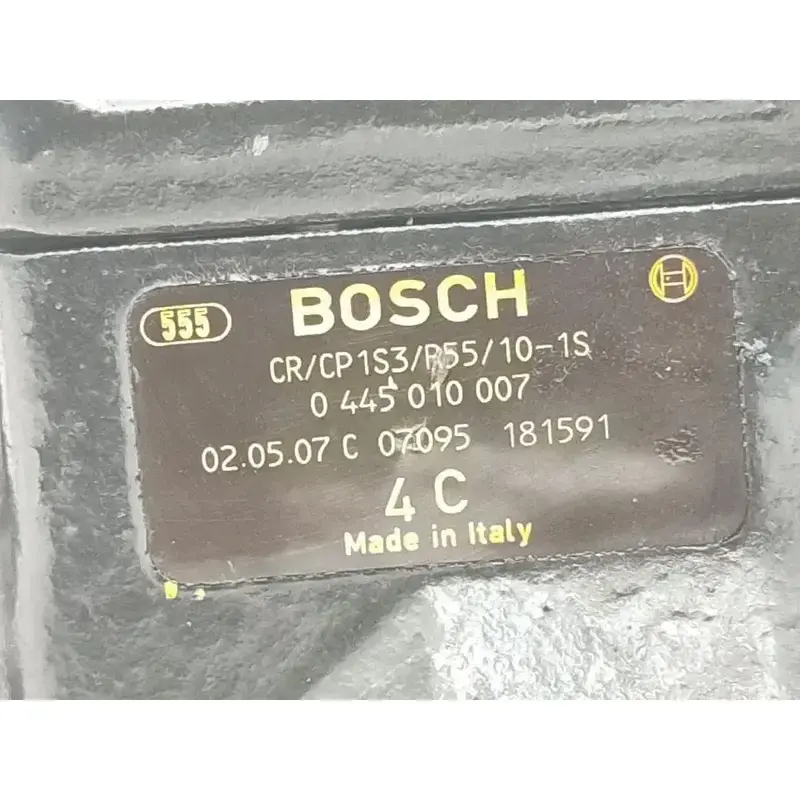 555 BOSCH
CR/CP1S3/R55/10-1S
0 445 010 007
02.05.07 C 07095 181591
4 C
Made in Italy